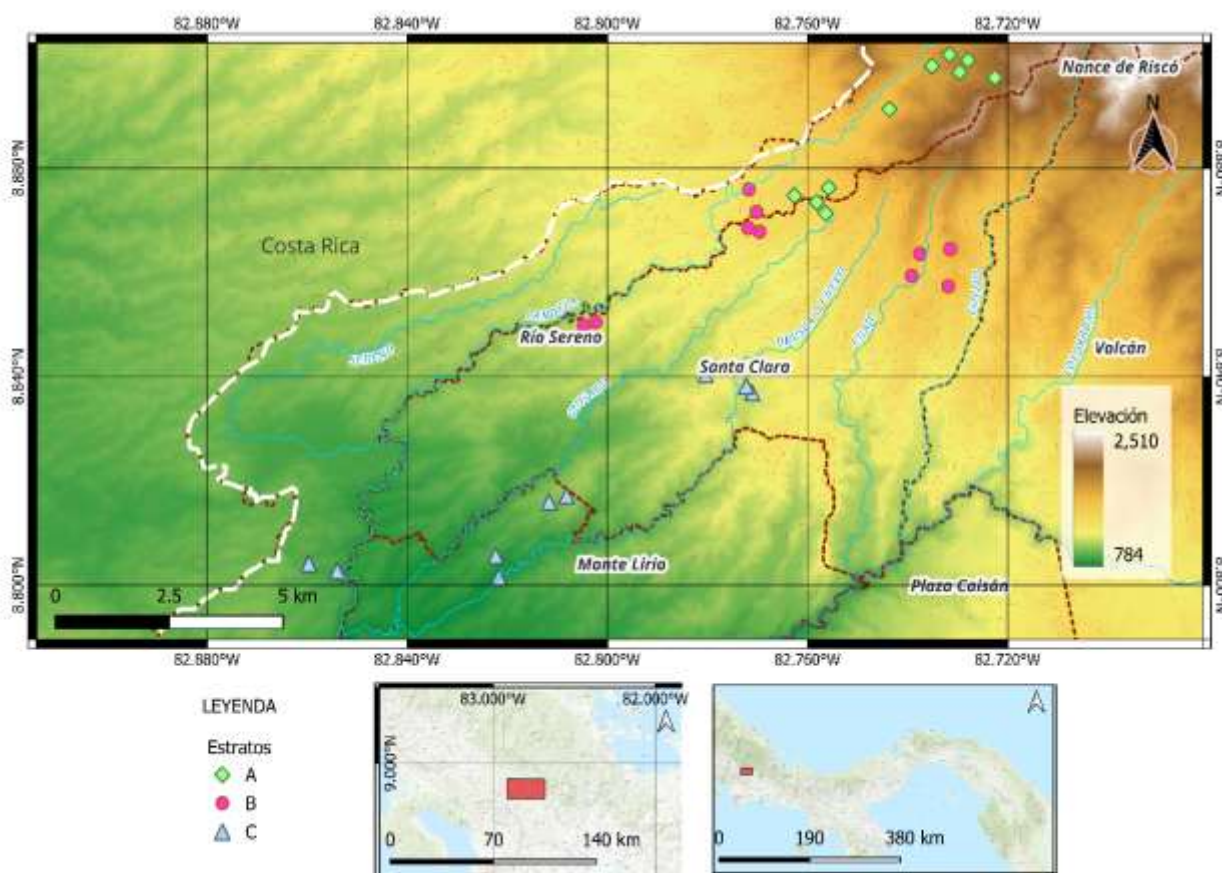 82.880°W 82.840°W 82.800°W 82.760°W 82.720°W
Nance de Riscó
N
8.880°N 8.880°N
Costa Rica
Río Sereno
SERENO
Santa Clara
Volcán
8.840°N 8.840°N
Elevación
2,510
784
Monte Lirio
Plaza Caisán
8.800°N 8.800°N
0 2.5 5 km
82.880°W 82.840°W 82.800°W 82.760°W 82.720°W
LEYENDA
Estratos
A
B
C
83.000°W 82.000°W
9.000°N
0 70 140 km
0 190 380 km